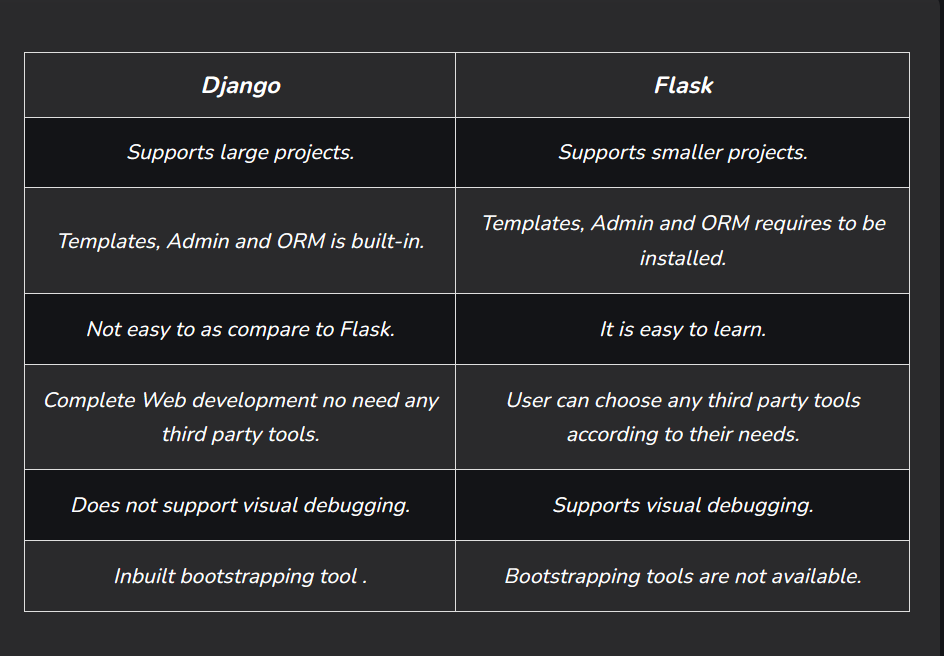 Django
Flask
Supports large projects.
Supports smaller projects.
Templates, Admin and ORM is built-in.
Templates, Admin and ORM requires to be
installed.
Not easy to as compare to Flask.
It is easy to learn.
Complete Web development no need any
third party tools.
User can choose any third party tools
according to their needs.
Does not support visual debugging.
Supports visual debugging.
Inbuilt bootstrapping tool .
Bootstrapping tools are not available.